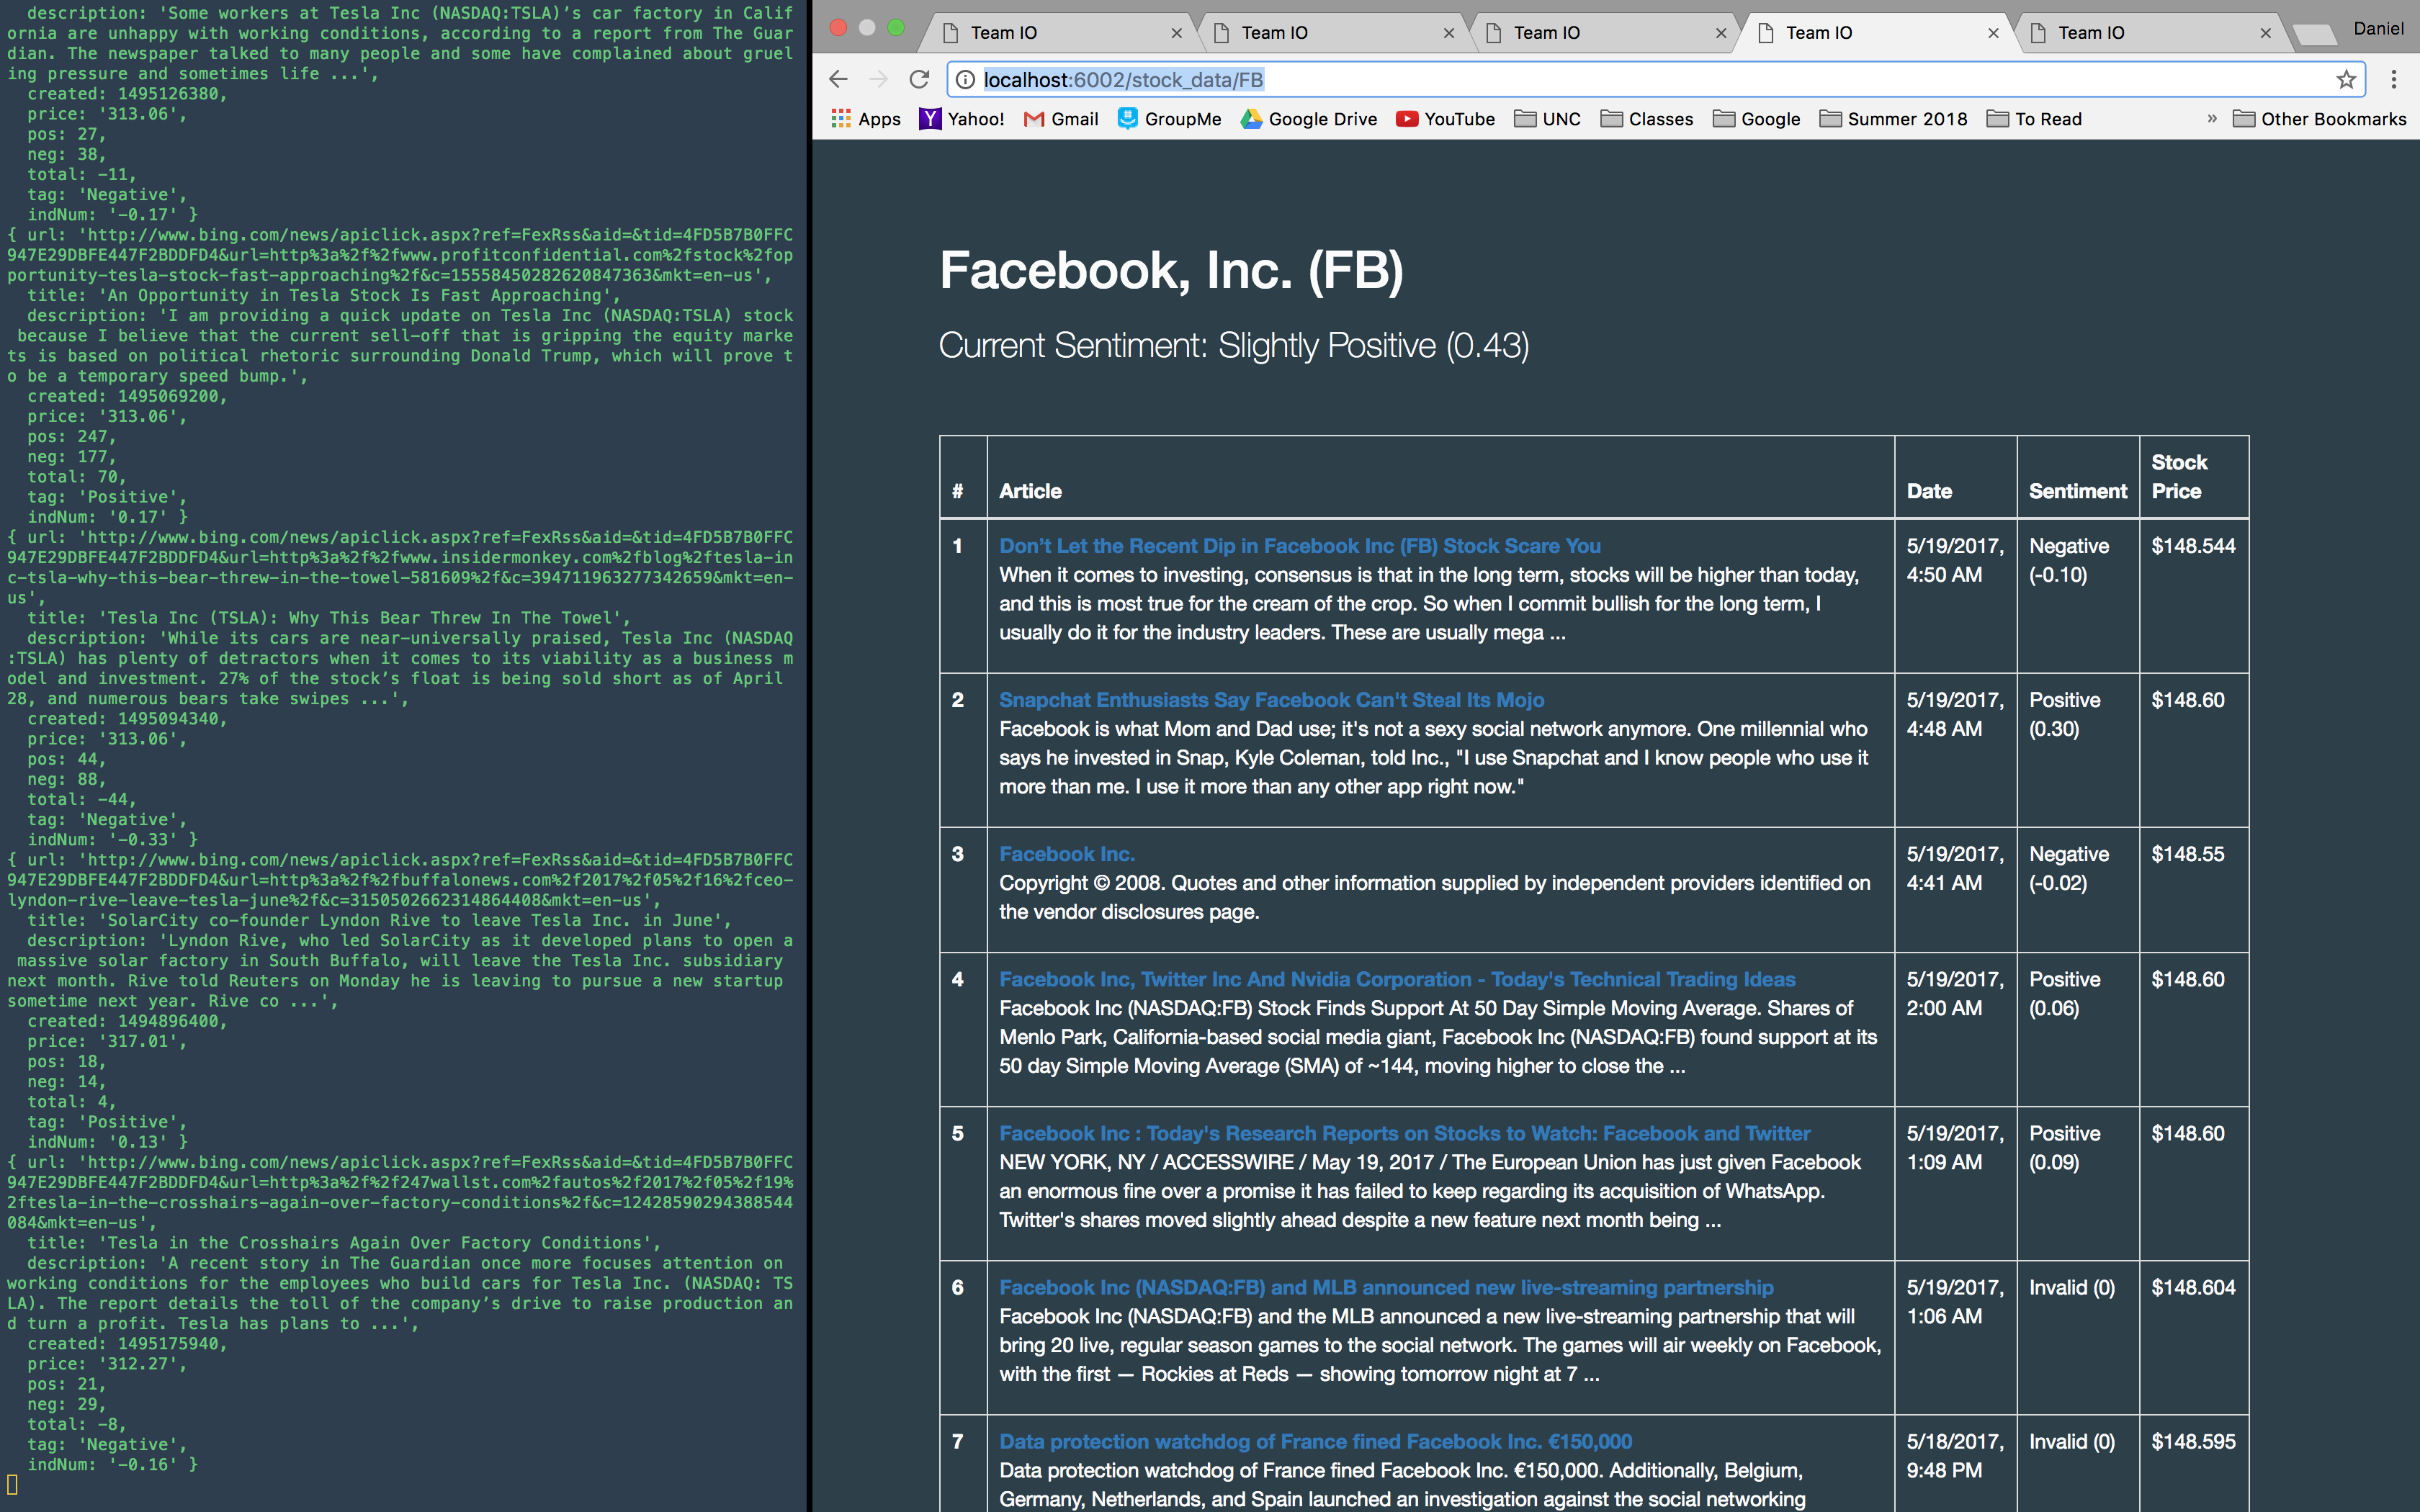 description: 'Some workers at Tesla Inc (NASDAQ:TSLA)’s car factory in Calif
ornia are unhappy with working conditions, according to a report from The Guar
dian. The newspaper talked to many people and some have complained about gruel
ing pressure and sometimes life ...',
created: 1495126380,
price: '313.06',
pos: 27,
neg: 38,
total: -11,
tag: 'Negative',
indNum: '-0.17' }
{ url: 'http://www.bing.com/news/apiclick.aspx?ref=FexRss&aid=&tid=4FD5B7B0FFC
947E29DBFE447F2BDDFD4&url=http%3a%2f%2fwww.profitconfidential.com%2fstock%2fop
portunity-tesla-stock-fast-approaching%2f&c=15558450282620847363&mkt=en-us',
title: 'An Opportunity in Tesla Stock Is Fast Approaching',
description: 'I am providing a quick update on Tesla Inc (NASDAQ:TSLA) stock
because I believe that the current sell-off that is gripping the equity marke
ts is based on political rhetoric surrounding Donald Trump, which will prove t
o be a temporary speed bump.',
created: 1495069200,
price: '313.06',
pos: 247,
neg: 177,
total: 70,
tag: 'Positive',
indNum: '0.17' }
{ url: 'http://www.bing.com/news/apiclick.aspx?ref=FexRss&aid=&tid=4FD5B7B0FFC
947E29DBFE447F2BDDFD4&url=http%3a%2f%2fwww.insidermonkey.com%2fblog%2ftesla-in
c-tsla-why-this-bear-threw-in-the-towel-581609%2f&c=3947119632773426​59&mkt=en-
us',
title: 'Tesla Inc (TSLA): Why This Bear Threw In The Towel',
description: 'While its cars are near-universally praised, Tesla Inc (NASDAQ
:TSLA) has plenty of detractors when it comes to its viability as a business m
odel and investment. 27% of the stock’s float is being sold short as of April
28, and numerous bears take swipes ...',
created: 1495094340,
price: '313.06',
pos: 44,
neg: 88,
total: -44,
tag: 'Negative',
indNum: '-0.33' }
{ url: 'http://www.bing.com/news/apiclick.aspx?ref=FexRss&aid=&tid=4FD5B7B0FFC
947E29DBFE447F2BDDFD4&url=http%3a%2f%2fbuffalonews.com%2f2017%2f05%2f16%2fceo-
lyndon-rive-leave-tesla-june%2f&c=3150502662314864408&mkt=en-us',
title: 'SolarCity co-founder Lyndon Rive to leave Tesla Inc. in June',
description: 'Lyndon Rive, who led SolarCity as it developed plans to open a
massive solar factory in South Buffalo, will leave the Tesla Inc. subsidiary
next month. Rive told Reuters on Monday he is leaving to pursue a new startup
sometime next year. Rive co ...',
created: 1494896400,
price: '317.01',
pos: 18,
neg: 14,
total: 4,
tag: 'Positive',
indNum: '0.13' }
{ url: 'http://www.bing.com/news/apiclick.aspx?ref=FexRss&aid=&tid=4FD5B7B0FFC
947E29DBFE447F2BDDFD4&url=http%3a%2f%2f247wallst.com%2fautos%2f2017%2f05%2f19%
2ftesla-in-the-crosshairs-again-over-factory-conditions%2f&c=12428590294388544
084&mkt=en-us',
title: 'Tesla in the Crosshairs Again Over Factory Conditions',
description: 'A recent story in The Guardian once more focuses attention on
working conditions for the employees who build cars for Tesla Inc. (NASDAQ: TS
LA). The report details the toll of the company’s drive to raise production an
d turn a profit. Tesla has plans to ...',
created: 1495175940,
price: '312.27',
pos: 21,
neg: 29,
total: -8,
tag: 'Negative',
indNum: '-0.16' }
Team IO Team IO Team IO Team IO Team IO Daniel
localhost:6002/stock_data/FB
Apps Yahoo! Gmail GroupMe Google Drive YouTube UNC Classes Google Summer 2018 To Read » Other Bookmarks
Facebook, Inc. (FB)
Current Sentiment: Slightly Positive (0.43)
# Article Date Sentiment Stock
Price
1 Don’t Let the Recent Dip in Facebook Inc (FB) Stock Scare You 5/19/2017, Negative $148.544
When it comes to investing, consensus is that in the long term, stocks will be higher than today, 4:50 AM (-0.10)
and this is most true for the cream of the crop. So when I commit bullish for the long term, I
usually do it for the industry leaders. These are usually mega ...
2 Snapchat Enthusiasts Say Facebook Can't Steal Its Mojo 5/19/2017, Positive $148.60
Facebook is what Mom and Dad use; it's not a sexy social network anymore. One millennial who 4:48 AM (0.30)
says he invested in Snap, Kyle Coleman, told Inc., "I use Snapchat and I know people who use it
more than me. I use it more than any other app right now."
3 Facebook Inc. 5/19/2017, Negative $148.55
Copyright © 2008. Quotes and other information supplied by independent providers identified on 4:41 AM (-0.02)
the vendor disclosures page.
4 Facebook Inc, Twitter Inc And Nvidia Corporation - Today's Technical Trading Ideas 5/19/2017, Positive $148.60
Facebook Inc (NASDAQ:FB) Stock Finds Support At 50 Day Simple Moving Average. Shares of 2:00 AM (0.06)
Menlo Park, California-based social media giant, Facebook Inc (NASDAQ:FB) found support at its
50 day Simple Moving Average (SMA) of ~144, moving higher to close the ...
5 Facebook Inc : Today's Research Reports on Stocks to Watch: Facebook and Twitter 5/19/2017, Positive $148.60
NEW YORK, NY / ACCESSWIRE / May 19, 2017 / The European Union has just given Facebook 1:09 AM (0.09)
an enormous fine over a promise it has failed to keep regarding its acquisition of WhatsApp.
Twitter's shares moved slightly ahead despite a new feature next month being ...
6 Facebook Inc (NASDAQ:FB) and MLB announced new live-streaming partnership 5/19/2017, Invalid (0) $148.604
Facebook Inc (NASDAQ:FB) and the MLB announced a new live-streaming partnership that will 1:06 AM
bring 20 live, regular season games to the social network. The games will air weekly on Facebook,
with the first — Rockies at Reds — showing tomorrow night at 7 ...
7 Data protection watchdog of France fined Facebook Inc. €150,000 5/18/2017, Invalid (0) $148.595
Data protection watchdog of France fined Facebook Inc. €150,000. Additionally, Belgium, 9:48 PM
Germany, Netherlands, and Spain launched an investigation against the social networking